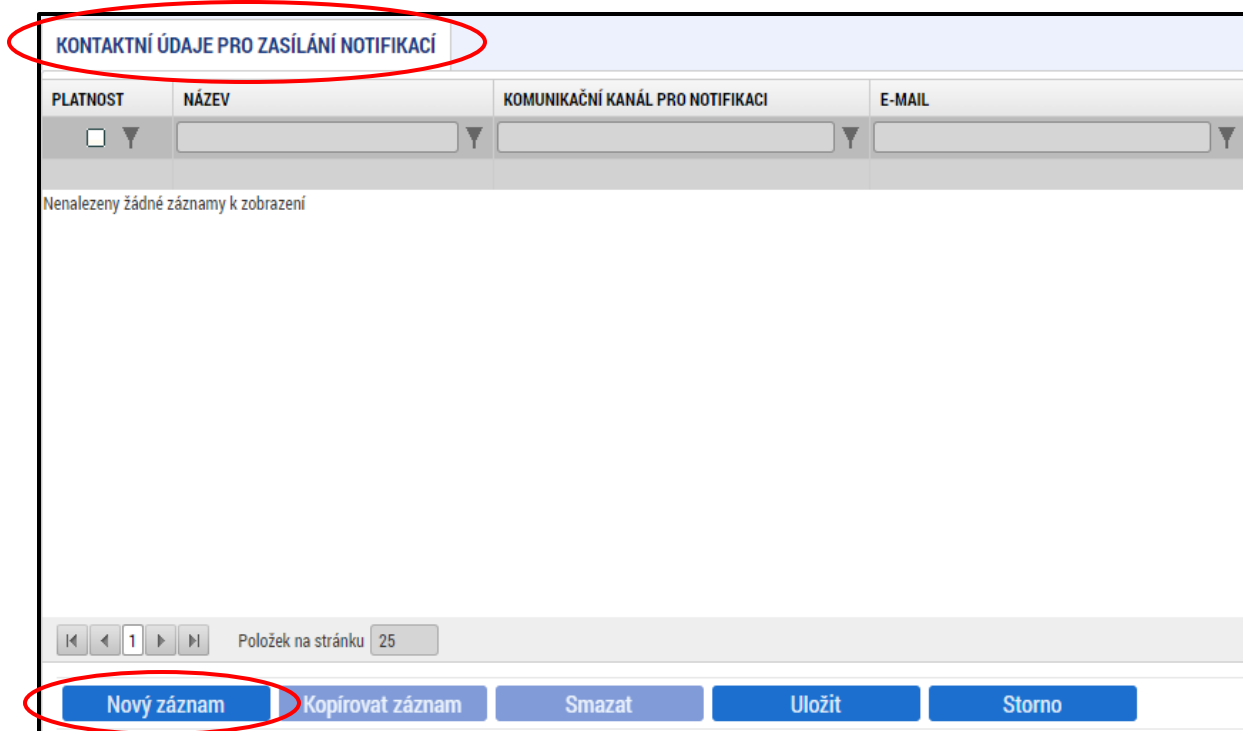 KONTAKTNÍ ÚDAJE PRO ZASÍLÁNÍ NOTIFIKACÍ
PLATNOST NÁZEV KOMUNIKAČNÍ KANÁL PRO NOTIFIKACI E-MAIL
Nenalezeny žádné záznamy k zobrazení
1 Položek na stránku 25
Nový záznam Kopírovat záznam Smazat Uložit Storno